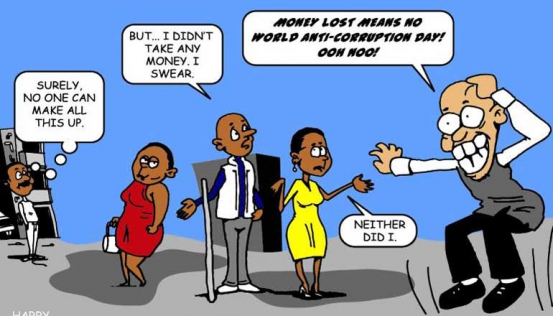 SURELY,
NO ONE CAN
MAKE ALL
THIS UP.
BUT... I DIDN'T
TAKE ANY
MONEY. I
SWEAR.
MONEY LOST MEANS NO
WORLD ANTI-CORRUPTION DAY!
OOH NOO!
NEITHER
DID I.
HAPPY